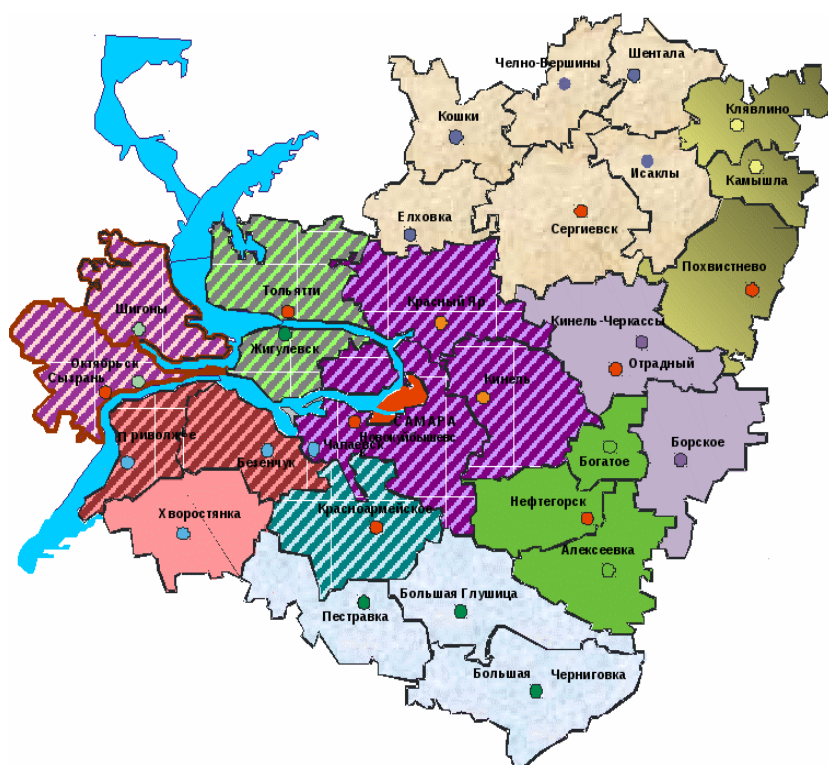 Шентала
Челно-Вершины
Клявлино
Кошки
Исаклы
Камышла
Елховка
Сергиевск
Похвистнево
Тольятти
Шигоны
Красный Яр
Кинель-Черкассы
Жигулевск
Октябрьск
Отрадный
Сызрань
Кинель
САМАРА
Приволжье
Чапаевск
Борское
Безенчук
Богатое
Нефтегорск
Хворостянка
Красноармейское
Алексеевка
Большая Глушица
Пестравка
Большая
Черниговка